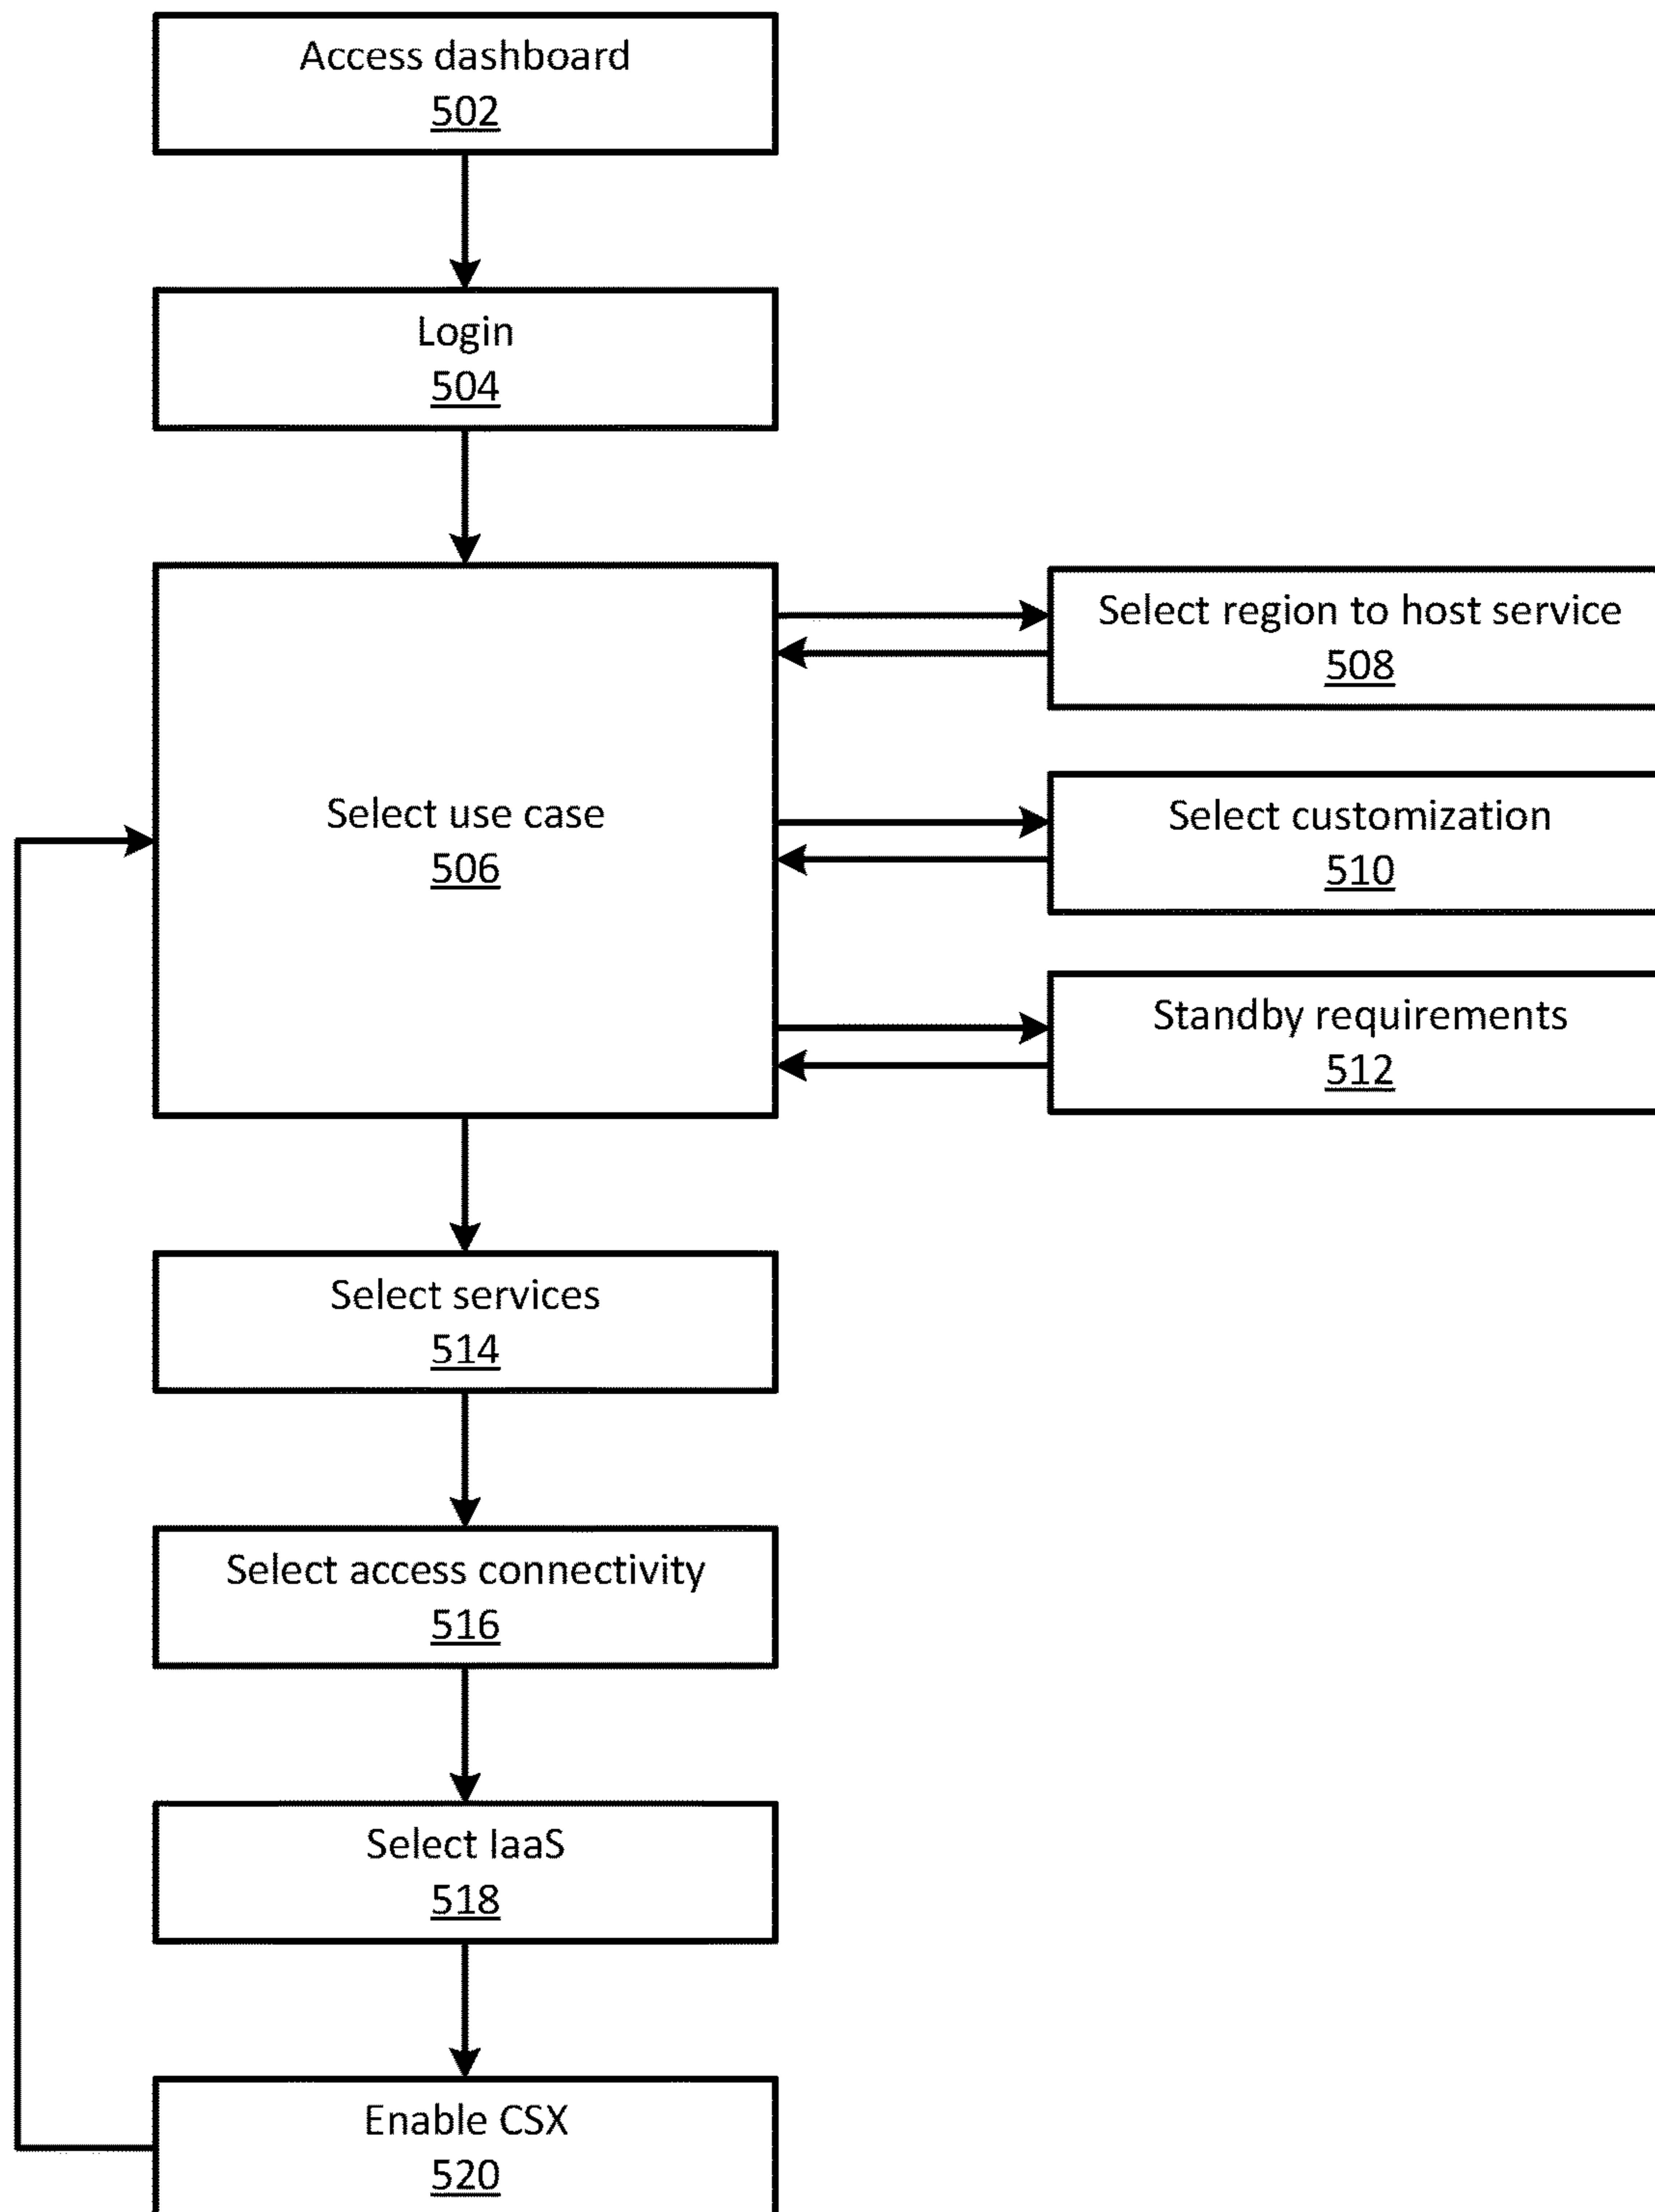 Access dashboard
502
Login
504
Select use case
506
Select region to host service
508
Select customization
510
Standby requirements
512
Select services
514
Select access connectivity
516
Select IaaS
518
Enable CSX
520